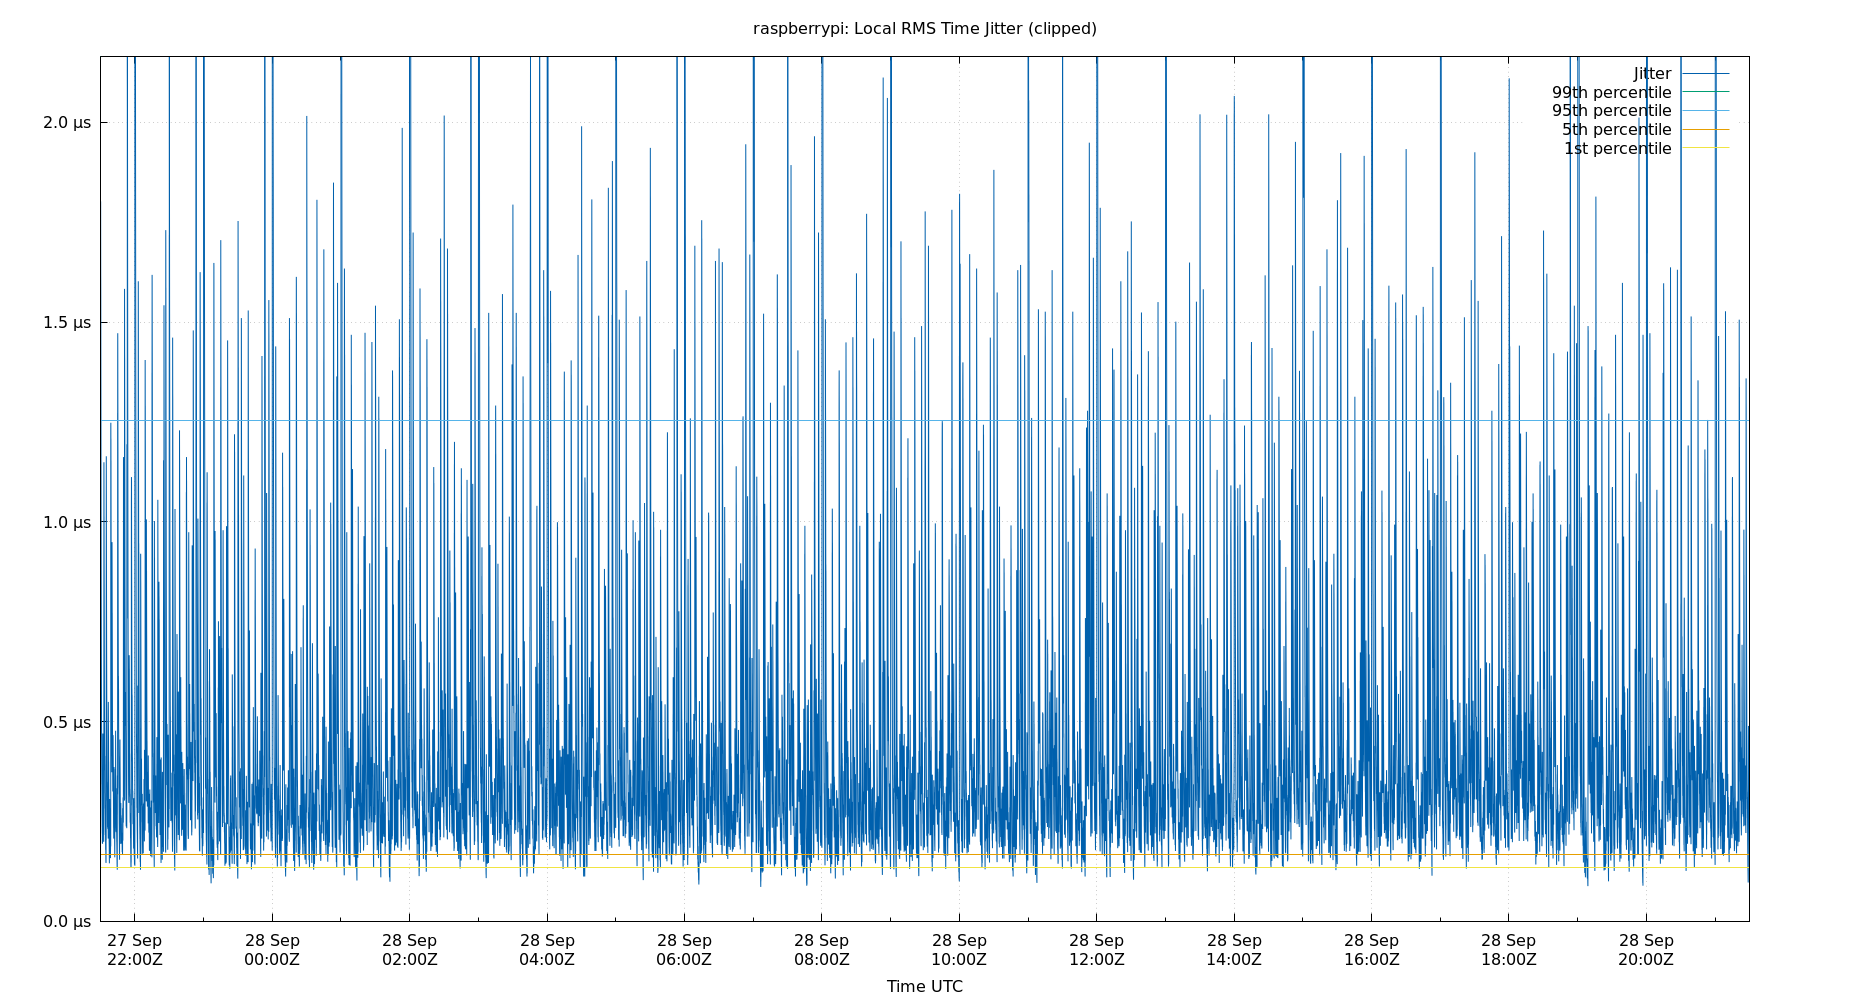 raspberrypi: Local RMS Time Jitter (clipped)
Jitter
99th percentile
95th percentile
5th percentile
1st percentile
2.0 µs
1.5 µs
1.0 µs
0.5 µs
0.0 µs
27 Sep 28 Sep 28 Sep 28 Sep 28 Sep 28 Sep 28 Sep 28 Sep 28 Sep 28 Sep 28 Sep 28 Sep
22:00Z 00:00Z 02:00Z 04:00Z 06:00Z 08:00Z 10:00Z 12:00Z 14:00Z 16:00Z 18:00Z 20:00Z
Time UTC